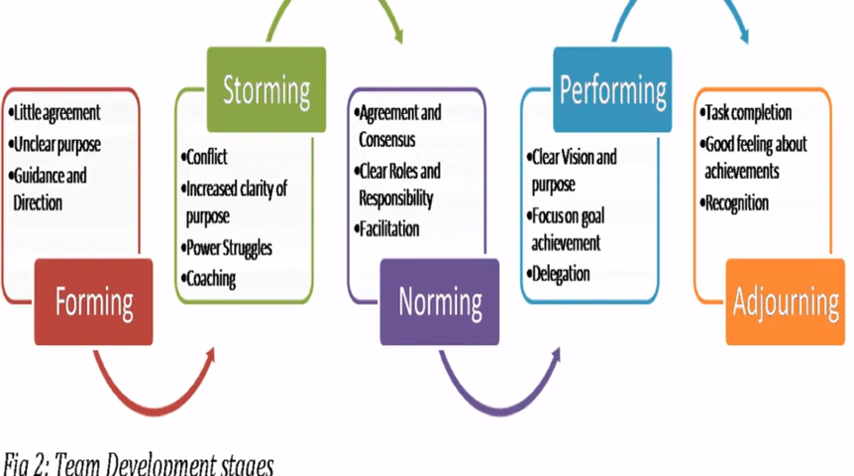 •Little agreement
•Unclear purpose
•Guidance and
Direction
Forming
Storming
•Conflict
•Increased clarity of
purpose
•Power Struggles
•Coaching
•Agreement and
Consensus
•Clear Roles and
Responsibility
•Facilitation
Norming
Performing
•Clear Vision and
purpose
•Focus on goal
achievement
•Delegation
•Task completion
•Good feeling about
achievements
•Recognition
Adjourning
Fig 2: Team Development stages